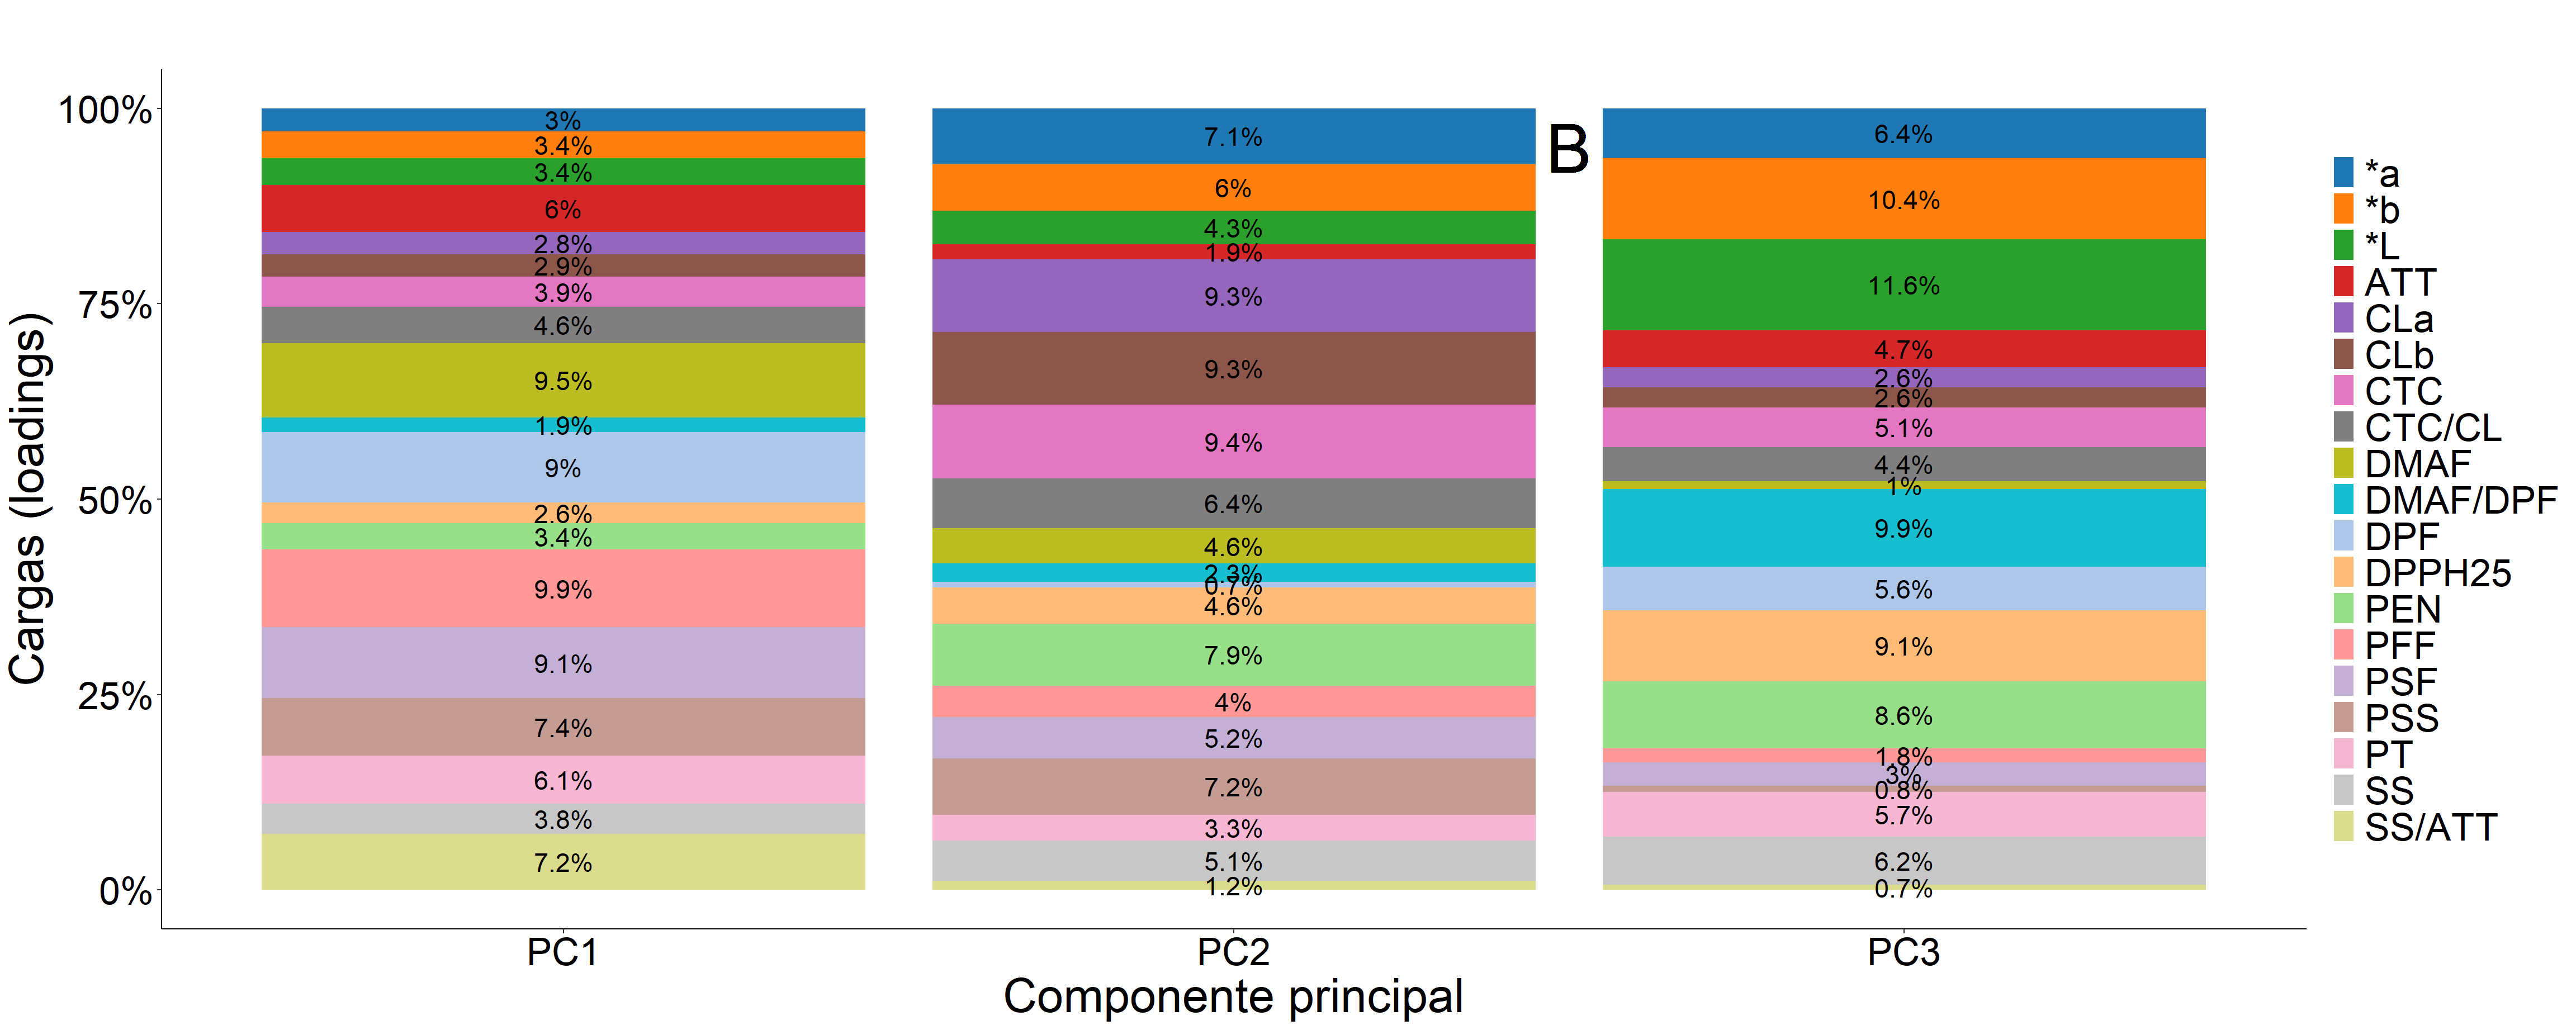 B
Cargas (loadings)
100%
75%
50%
25%
0%
3%
3.4%
3.4%
6%
2.8%
2.9%
3.9%
4.6%
9.5%
1.9%
9%
2.6%
3.4%
9.9%
9.1%
7.4%
6.1%
3.8%
7.2%
7.1%
6%
4.3%
1.9%
9.3%
9.3%
9.4%
6.4%
4.6%
2.3%
0.7%
4.6%
7.9%
4%
5.2%
7.2%
3.3%
5.1%
1.2%
6.4%
10.4%
11.6%
4.7%
2.6%
2.6%
5.1%
4.4%
1%
9.9%
5.6%
9.1%
8.6%
1.8%
3%
0.8%
5.7%
6.2%
0.7%
PC1
PC2
PC3
Componente principal
*a
*b
*L
ATT
CLa
CLb
CTC
CTC/CL
DMAF
DMAF/DPF
DPF
DPPH25
PEN
PFF
PSF
PSS
PT
SS
SS/ATT